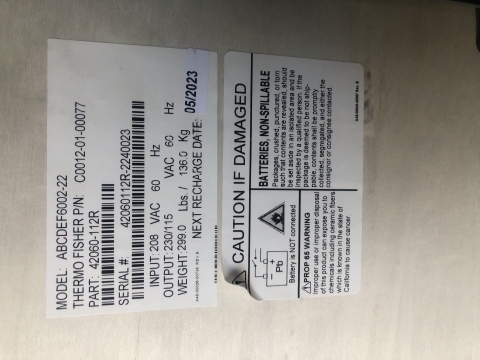 MODEL: ABCDEF6002-22
THERMO FISHER P/N: C0012-01-00077
PART: 42060-112R
SERIAL#: 42060112R-2240023
INPUT: 208 VAC 60 Hz
OUTPUT: 230/115 VAC 60 Hz
WEIGHT: 299.0 Lbs/ 136.0 Kg
NEXT RECHARGE DATE: 05/2023
CAUTION IF DAMAGED
BATTERIES, NON-SPILLABLE
Packages, crushed, punctured, or torn
such that contents are revealed, should
be set aside in an isolated area and be
inspected by a qualified person. If the
package is deemed to be not ship-
pable, contents shall be promptly
collected, segregated, and either the
consignor or consignee contacted
Pb
Battery is NOT connected
PROP 65 WARNING
Improper use or improper disposal
of this product can expose you to
chemicals including ceramic fibers
which is known in the state of
California to cause cancer.